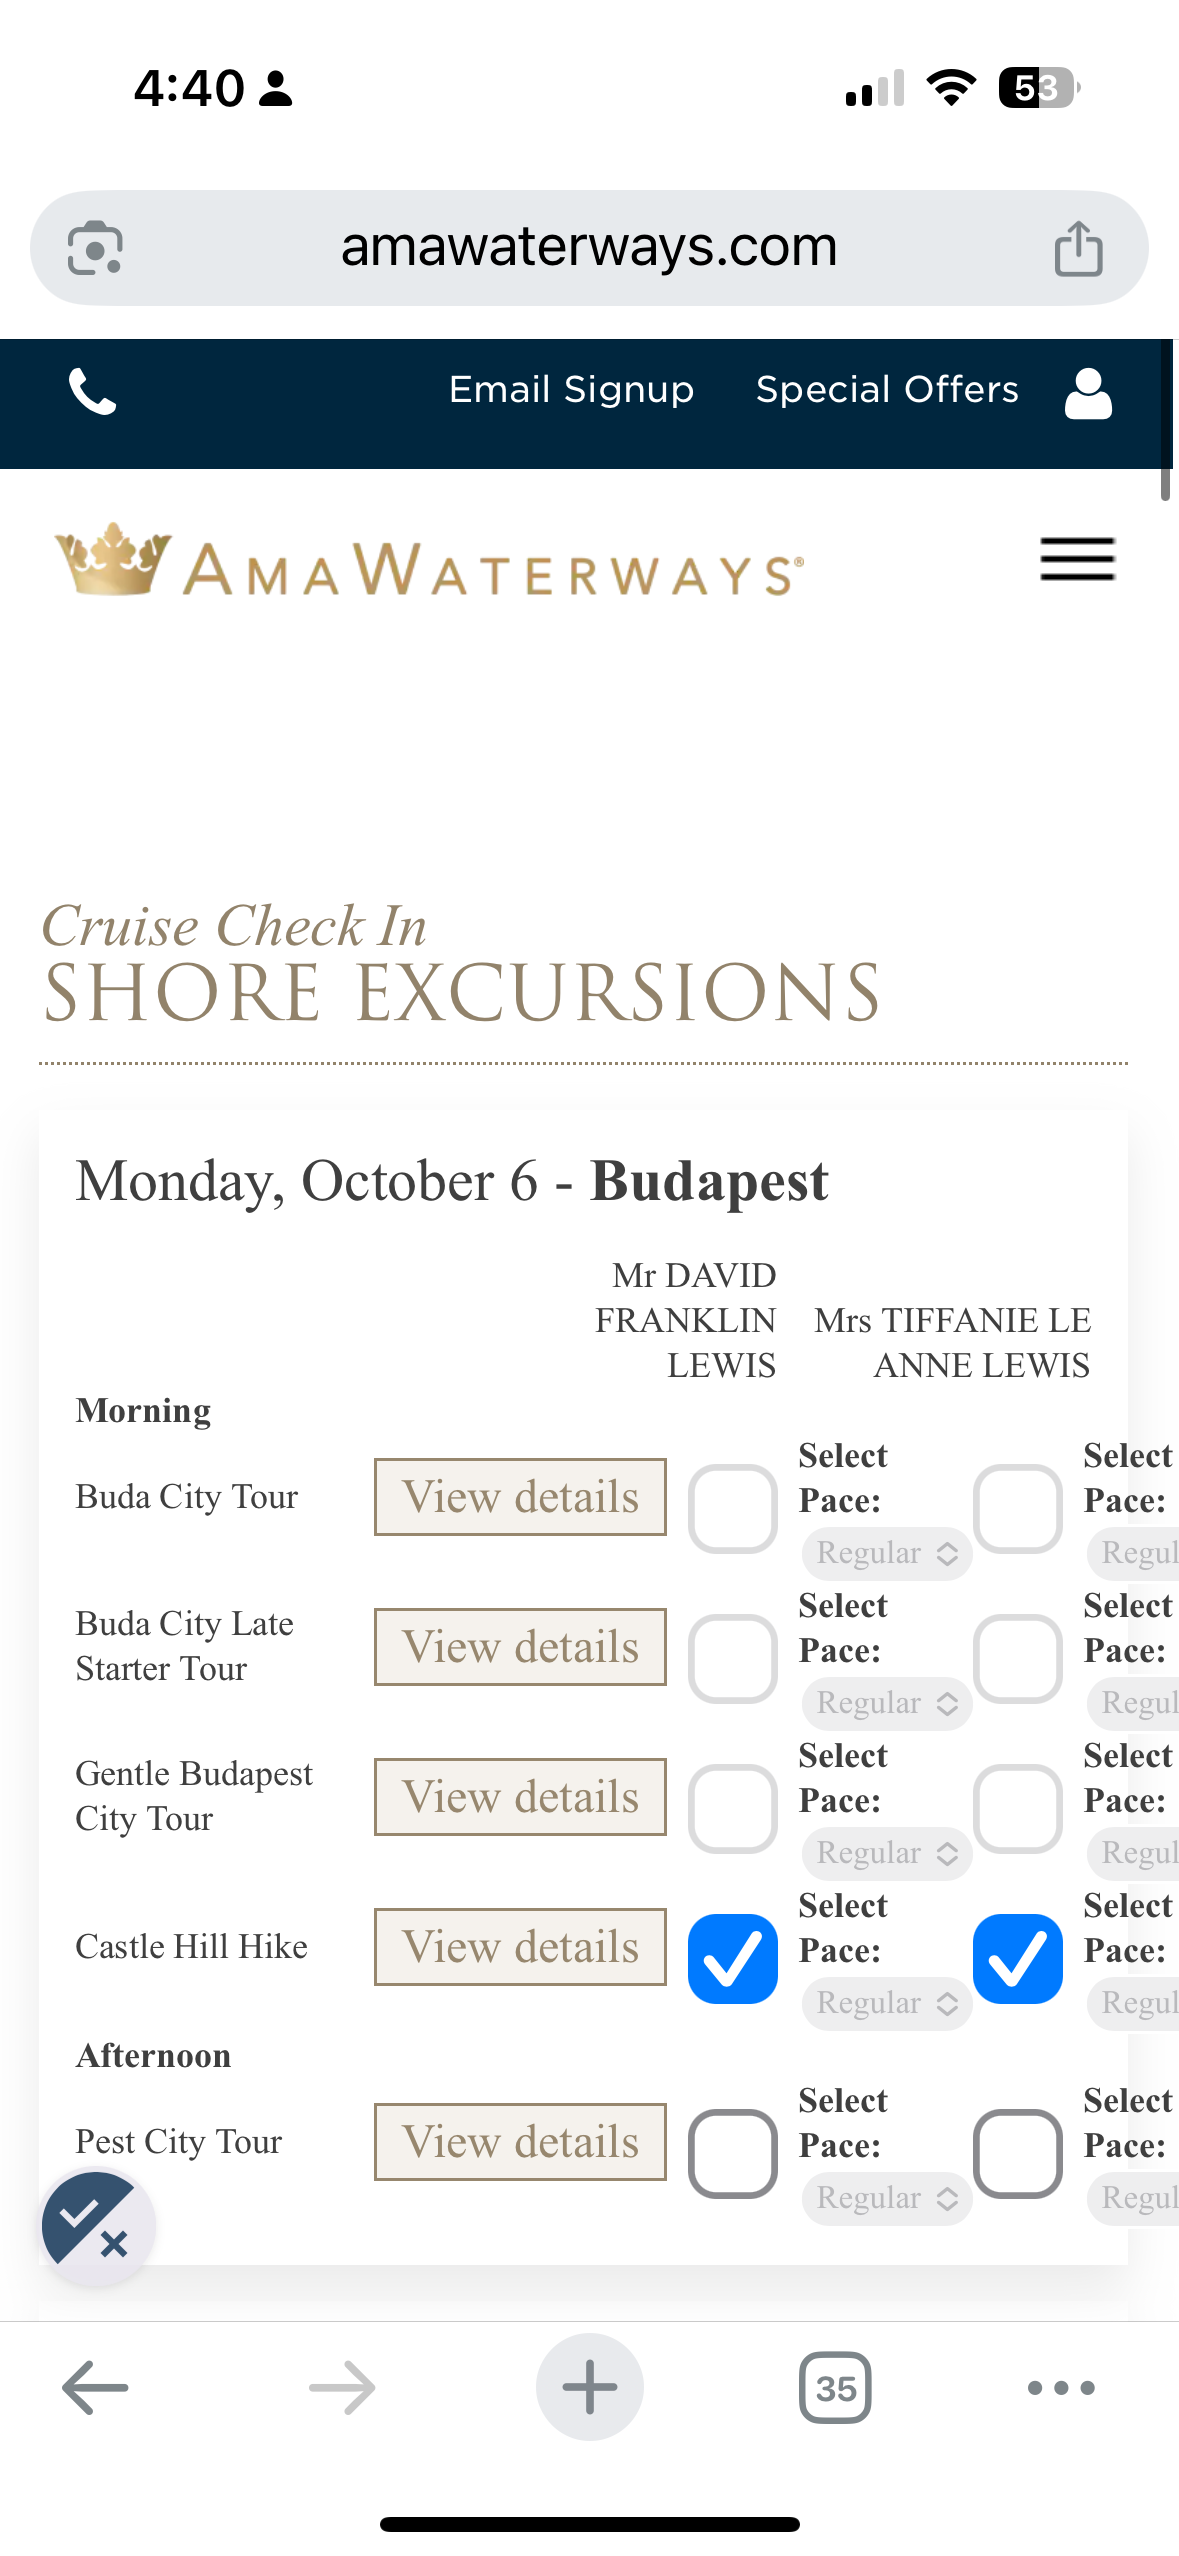 4:40
53
amawaterways.com
Email Signup Special Offers
AMAWATERWAYS®
Cruise Check In
SHORE EXCURSIONS
Monday, October 6 - Budapest
Mr DAVID
FRANKLIN
LEWIS
Mrs TIFFANIE LE
ANNE LEWIS
Morning
Buda City Tour
View details
Select
Pace:
Regular
Select
Pace:
Regul
Buda City Late
Starter Tour
View details
Select
Pace:
Regular
Select
Pace:
Regul
Gentle Budapest
City Tour
View details
Select
Pace:
Regular
Select
Pace:
Regul
Castle Hill Hike
View details
Select
Pace:
Regular
Select
Pace:
Regul
Afternoon
Pest City Tour
View details
Select
Pace:
Regular
Select
Pace:
Regul
35